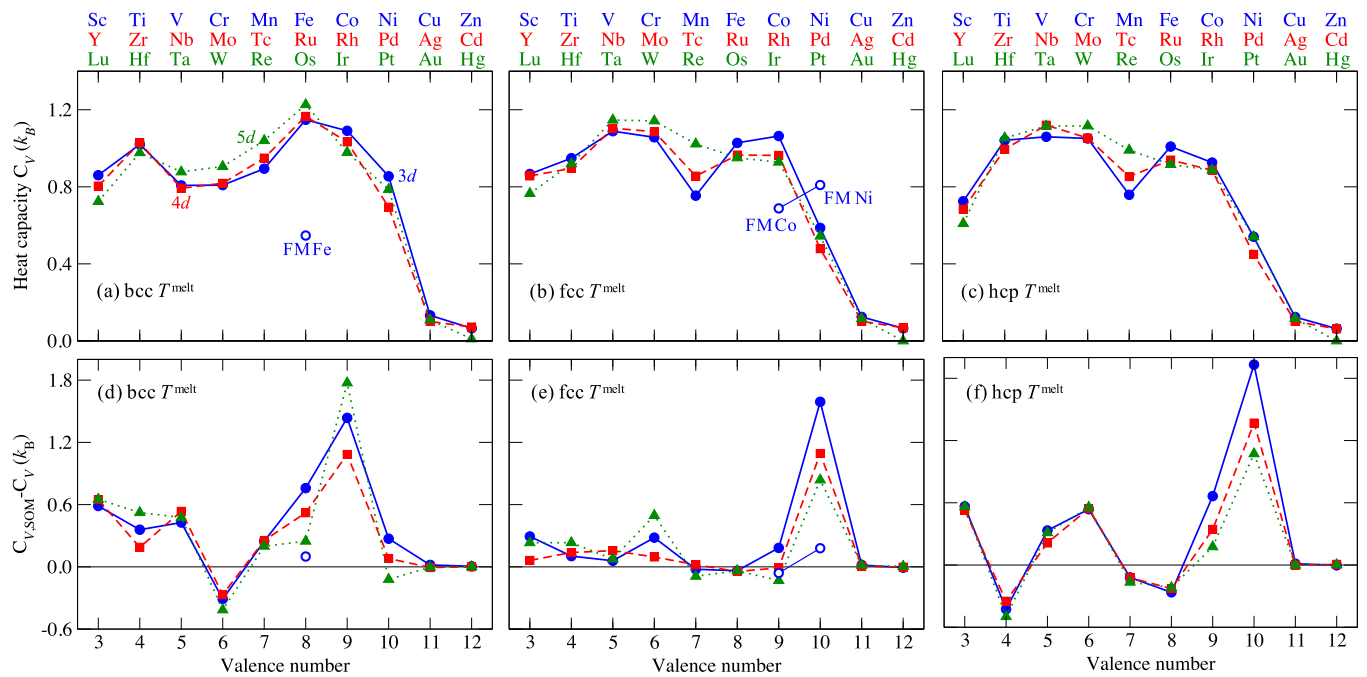 Sc Ti V Cr Mn Fe Co Ni Cu Zn
Y Zr Nb Mo Tc Ru Rh Pd Ag Cd
Lu Hf Ta W Re Os Ir Pt Au Hg
Sc Ti V Cr Mn Fe Co Ni Cu Zn
Y Zr Nb Mo Tc Ru Rh Pd Ag Cd
Lu Hf Ta W Re Os Ir Pt Au Hg
Sc Ti V Cr Mn Fe Co Ni Cu Zn
Y Zr Nb Mo Tc Ru Rh Pd Ag Cd
Lu Hf Ta W Re Os Ir Pt Au Hg
Heat capacity C_V (k_B)
1.2
0.8
0.4
0.0
5d
3d
4d
FM Fe
(a) bcc T^melt
FM Ni
FM Co
(b) fcc T^melt
(c) hcp T^melt
C_V,SOM-C_V (k_B)
1.8
1.2
0.6
0.0
-0.6
(d) bcc T^melt
(e) fcc T^melt
(f) hcp T^melt
3 4 5 6 7 8 9 10 11 12
Valence number
3 4 5 6 7 8 9 10 11 12
Valence number
3 4 5 6 7 8 9 10 11 12
Valence number